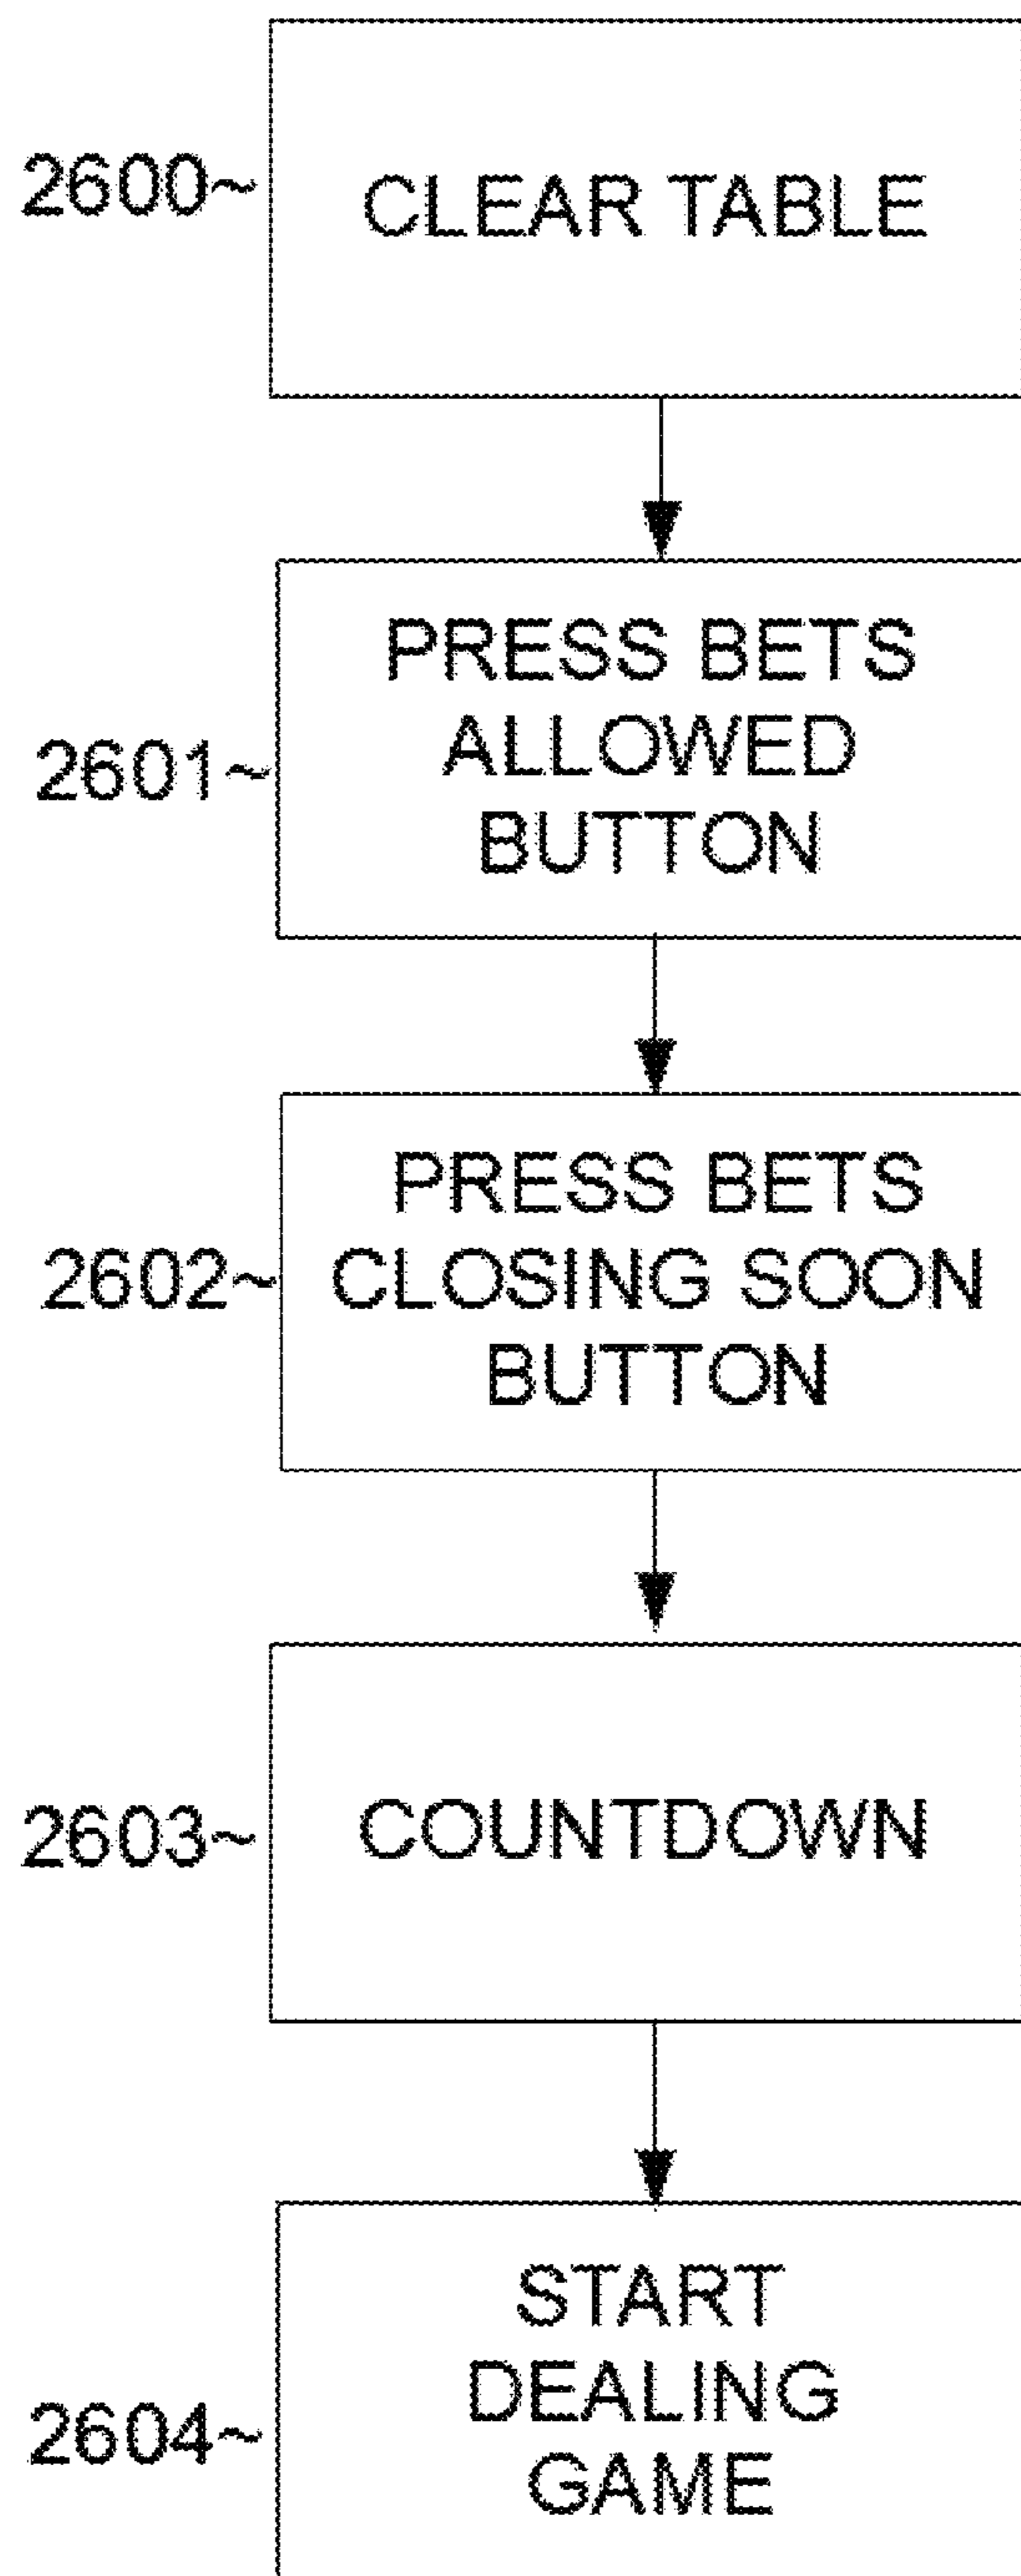 2600~ CLEAR TABLE
PRESS BETS
2601~ ALLOWED
BUTTON
PRESS BETS
2602~ CLOSING SOON
BUTTON
2603~ COUNTDOWN
START
DEALING
2604~
GAME